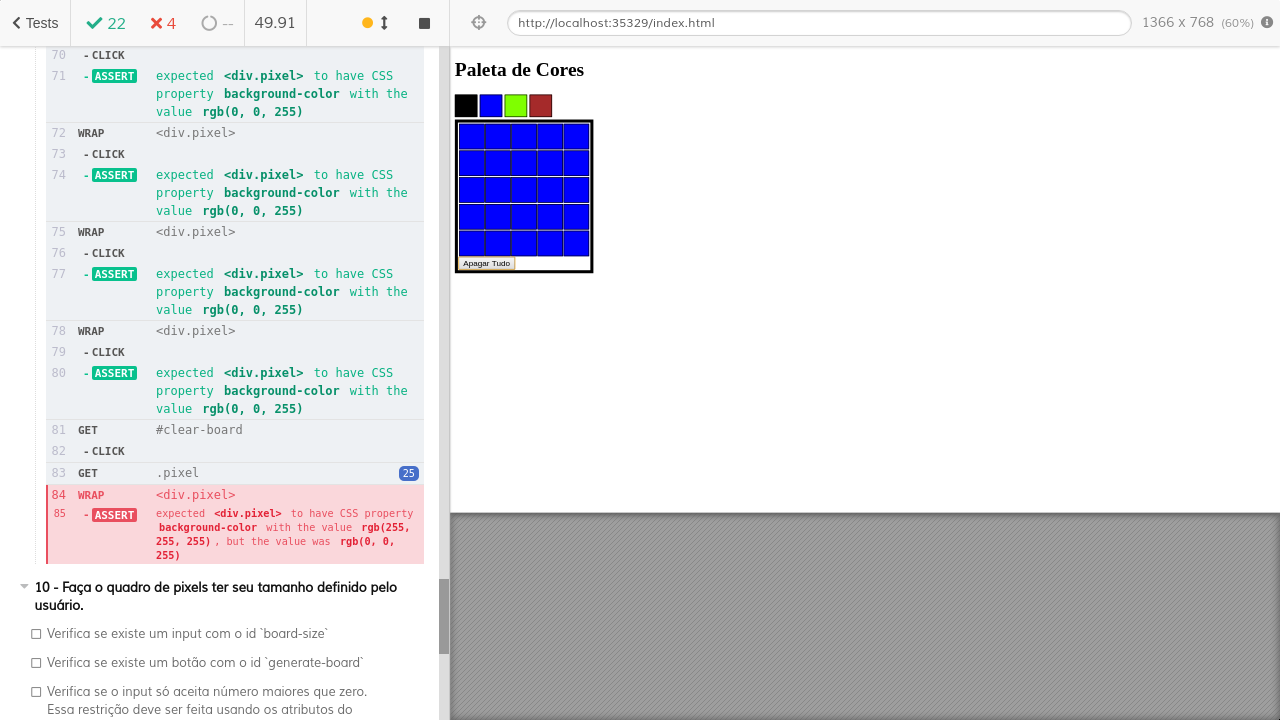 Tests 22 4 -- 49.91 http://localhost:35329/index.html 1366 x 768 (60%)
70 - CLICK
71 - ASSERT expected <div.pixel> to have CSS
property background-color with the
value rgb(0, 0, 255)
72 WRAP <div.pixel>
73 - CLICK
74 - ASSERT expected <div.pixel> to have CSS
property background-color with the
value rgb(0, 0, 255)
75 WRAP <div.pixel>
76 - CLICK
77 - ASSERT expected <div.pixel> to have CSS
property background-color with the
value rgb(0, 0, 255)
78 WRAP <div.pixel>
79 - CLICK
80 - ASSERT expected <div.pixel> to have CSS
property background-color with the
value rgb(0, 0, 255)
81 GET #clear-board
82 - CLICK
83 GET .pixel 25
84 WRAP <div.pixel>
85 - ASSERT expected <div.pixel> to have CSS property
background-color with the value rgb(255,
255, 255) , but the value was rgb(0, 0,
255)
10 - Faça o quadro de pixels ter seu tamanho definido pelo
usuário.
Verifica se existe um input com o id `board-size`
Verifica se existe um botão com o id `generate-board`
Verifica se o input só aceita número maiores que zero.
Essa restrição deve ser feita usando os atributos do
Paleta de Cores
Apagar Tudo